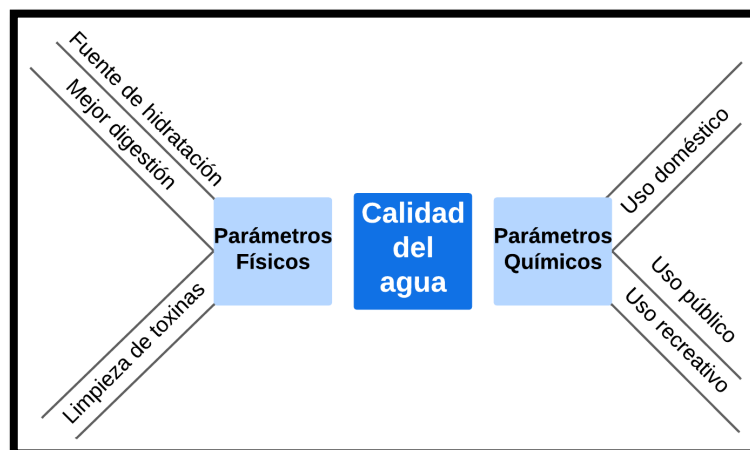 Fuente de hidratación
Mejor digestión
Limpieza de toxinas
Parámetros
Físicos
Calidad
del
agua
Parámetros
Químicos
Uso doméstico
Uso público
Uso recreativo